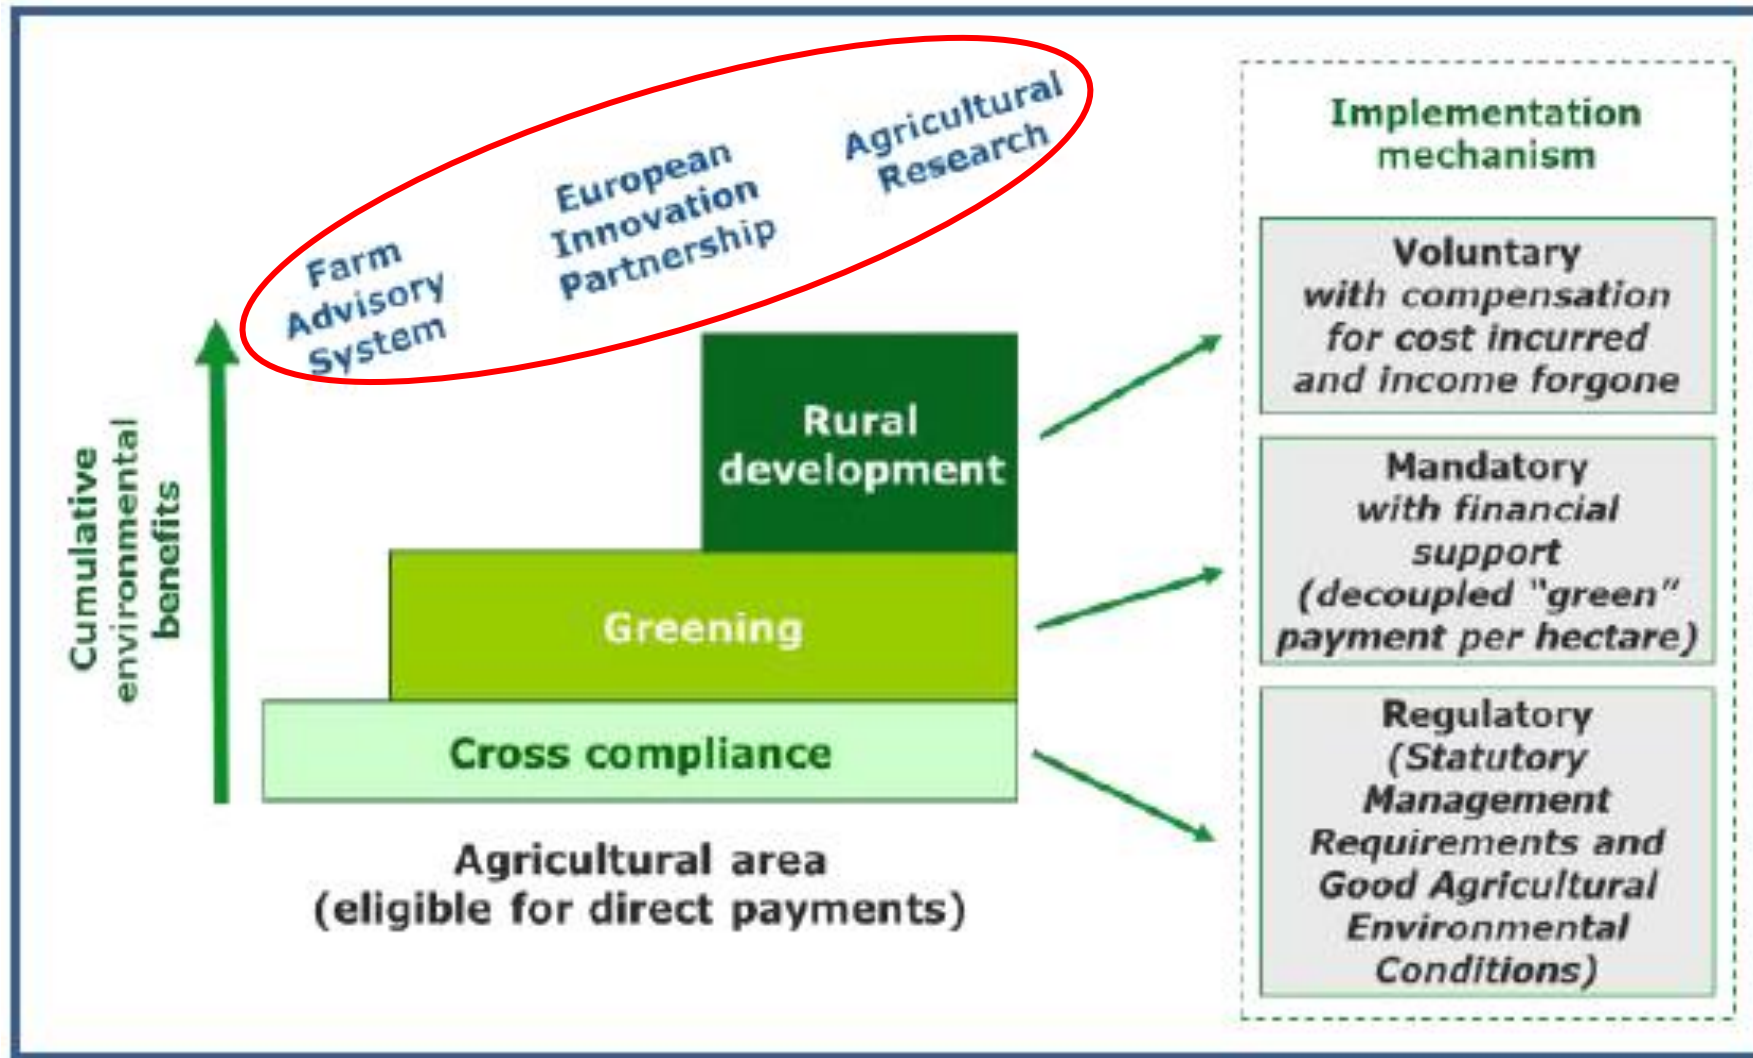 Farm
Advisory
System
European
Innovation
Partnership
Agricultural
Research
Cumulative
environmental
benefits
Rural
development
Greening
Cross compliance
Agricultural area
(eligible for direct payments)
Implementation
mechanism
Voluntary
with compensation
for cost incurred
and income forgone
Mandatory
with financial
support
(decoupled “green”
payment per hectare)
Regulatory
(Statutory
Management
Requirements and
Good Agricultural
Environmental
Conditions)